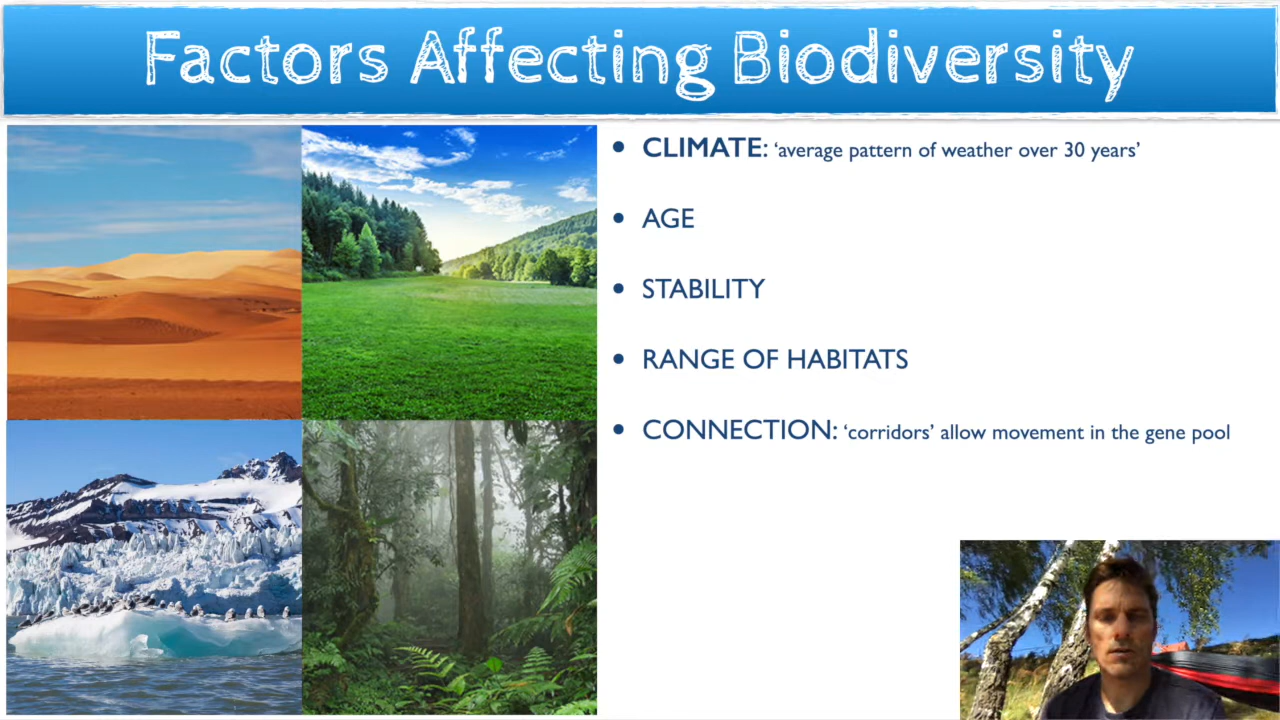 Factors Affecting Biodiversity
• CLIMATE: ‘average pattern of weather over 30 years’
• AGE
• STABILITY
• RANGE OF HABITATS
• CONNECTION: ‘corridors’ allow movement in the gene pool